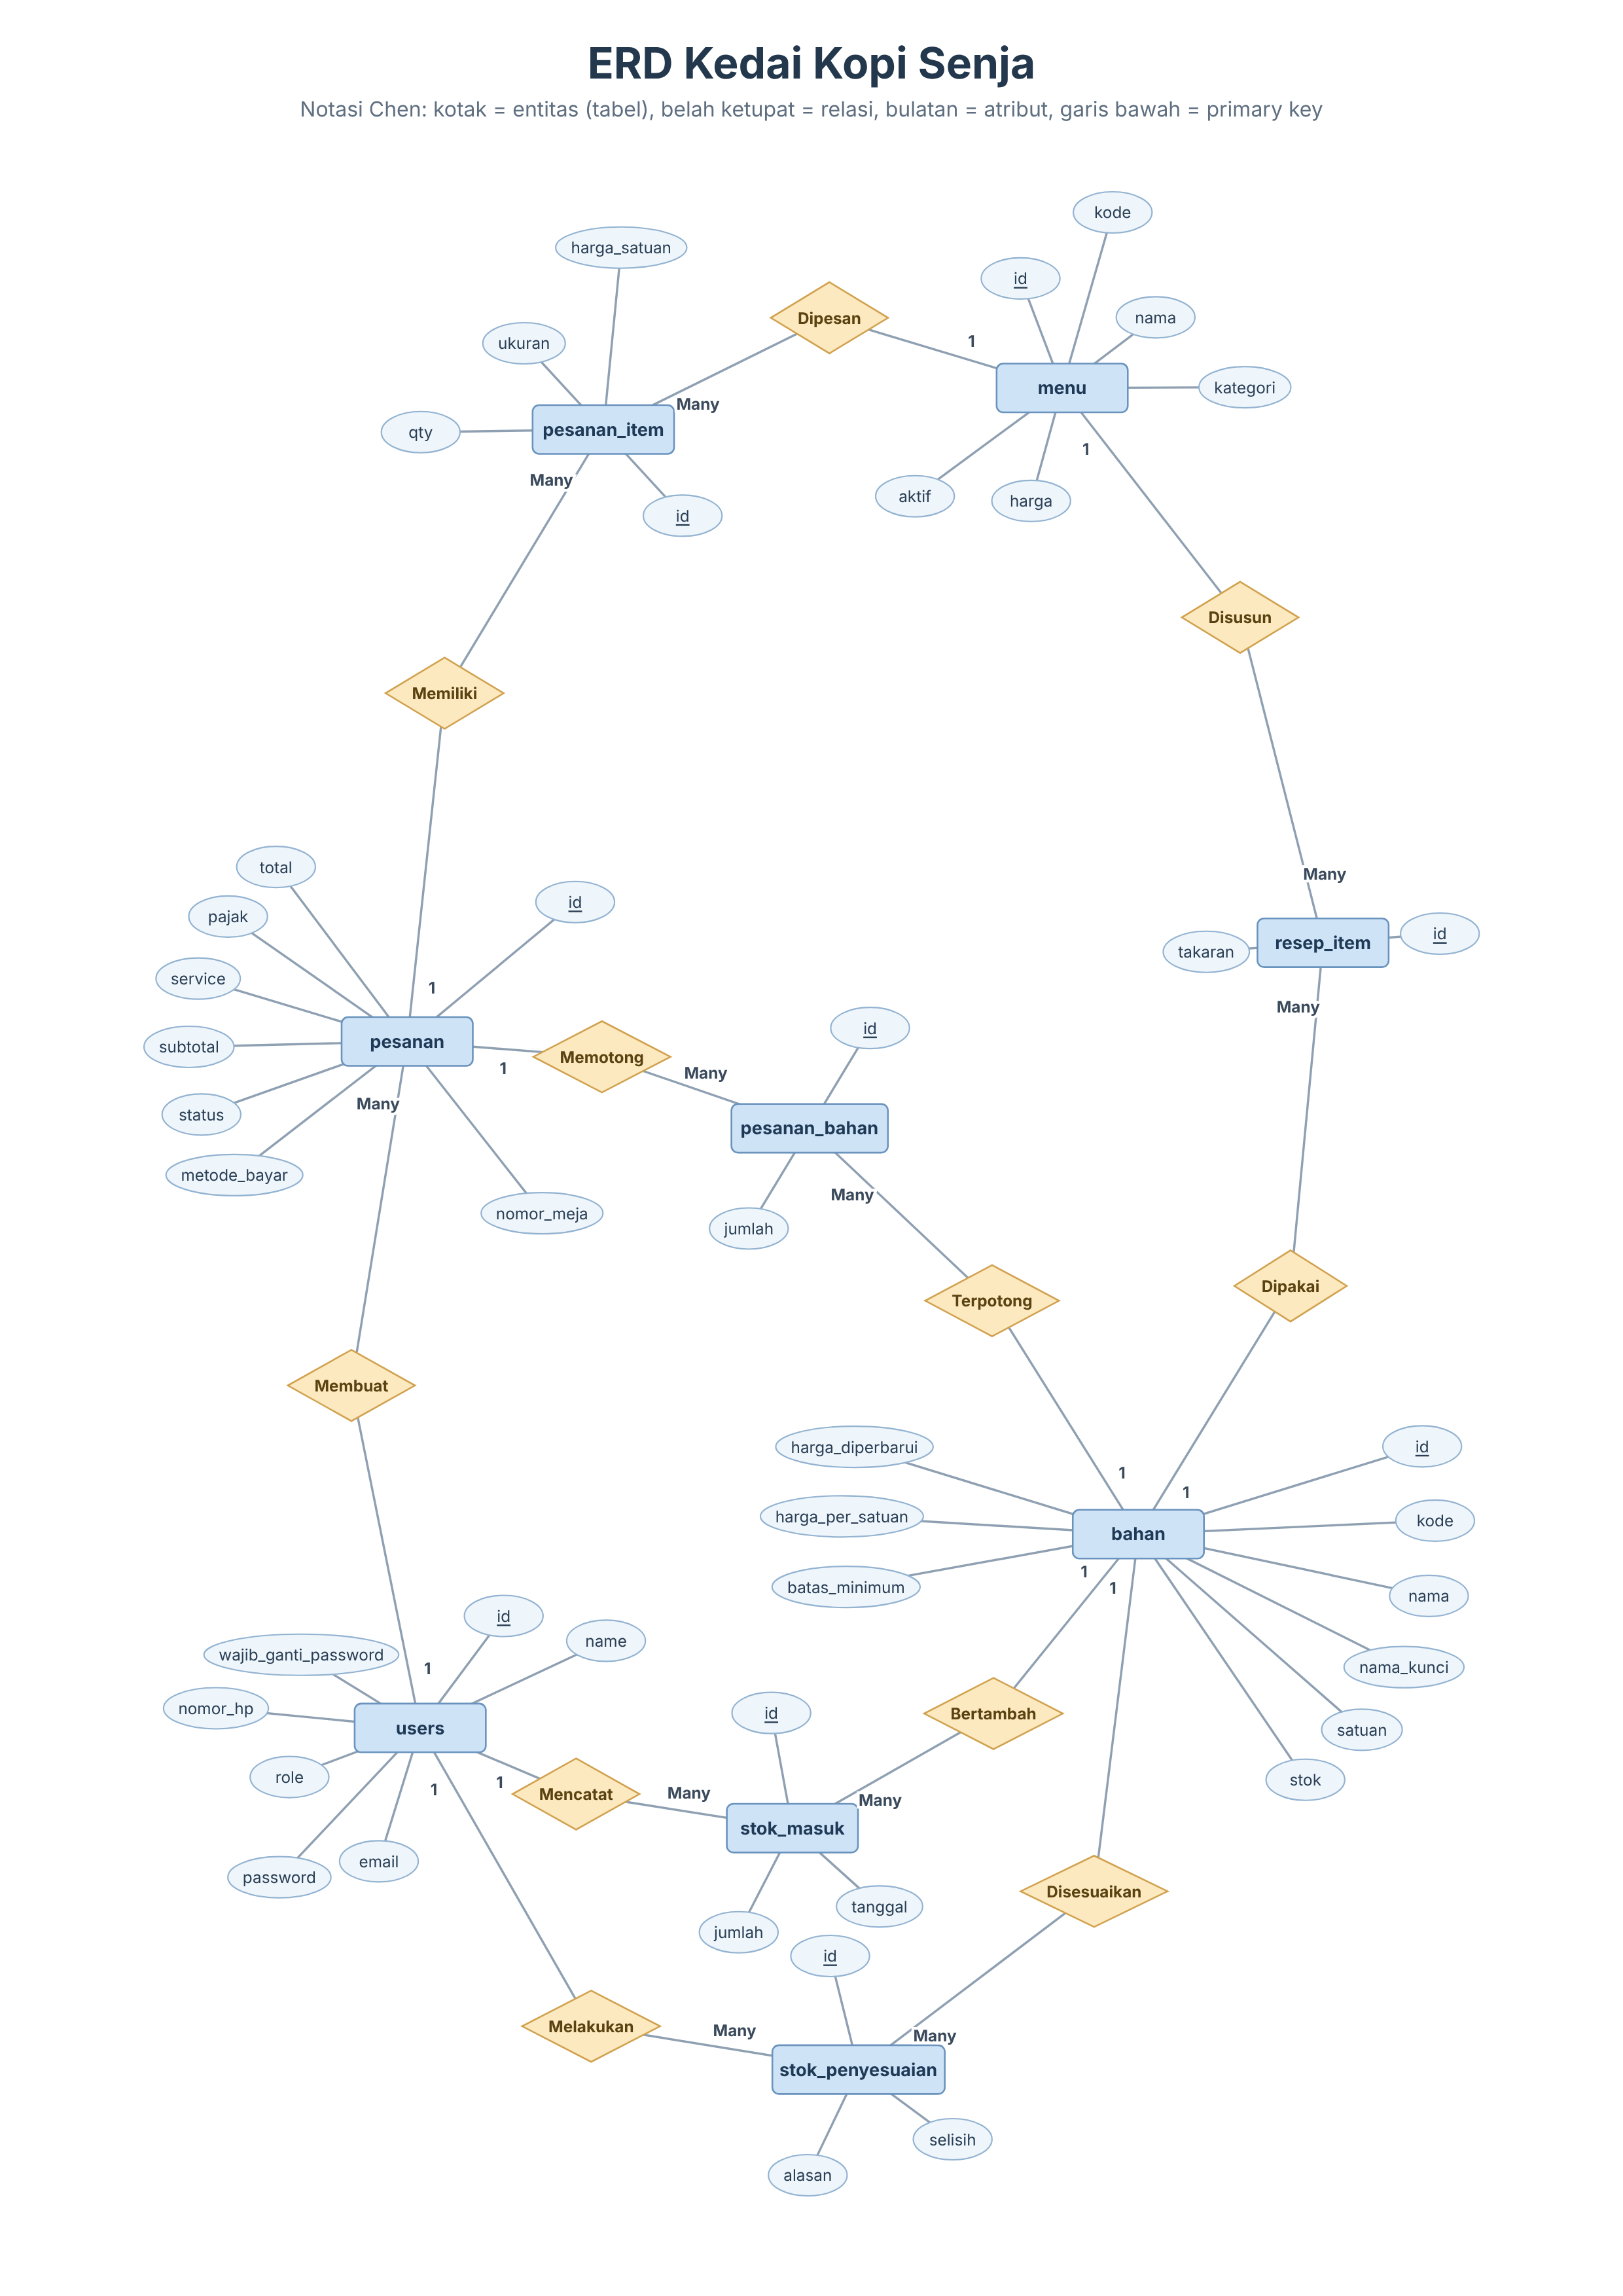 ERD Kedai Kopi Senja
Notasi Chen: kotak = entitas (tabel), belah ketupat = relasi, bulatan = atribut, garis bawah = primary key
kode
harga_satuan
id
Dipesan
nama
ukuran
1
menu
kategori
Many
qty
pesanan_item
1
Many
aktif
harga
id
Disusun
Memiliki
total
Many
id
pajak
id
resep_item
takaran
service
1
Many
id
pesanan
subtotal
Memotong
1
Many
Many
status
pesanan_bahan
metode_bayar
Many
nomor_meja
jumlah
Dipakai
Terpotong
Membuat
harga_diperbarui
id
1
1
harga_per_satuan
kode
bahan
1
batas_minimum
1
nama
id
name
wajib_ganti_password
1
nama_kunci
nomor_hp
id
Bertambah
users
satuan
role
1
1
Mencatat
Many
stok
Many
stok_masuk
email
password
Disesuaikan
tanggal
jumlah
id
Melakukan
Many
Many
stok_penyesuaian
selisih
alasan